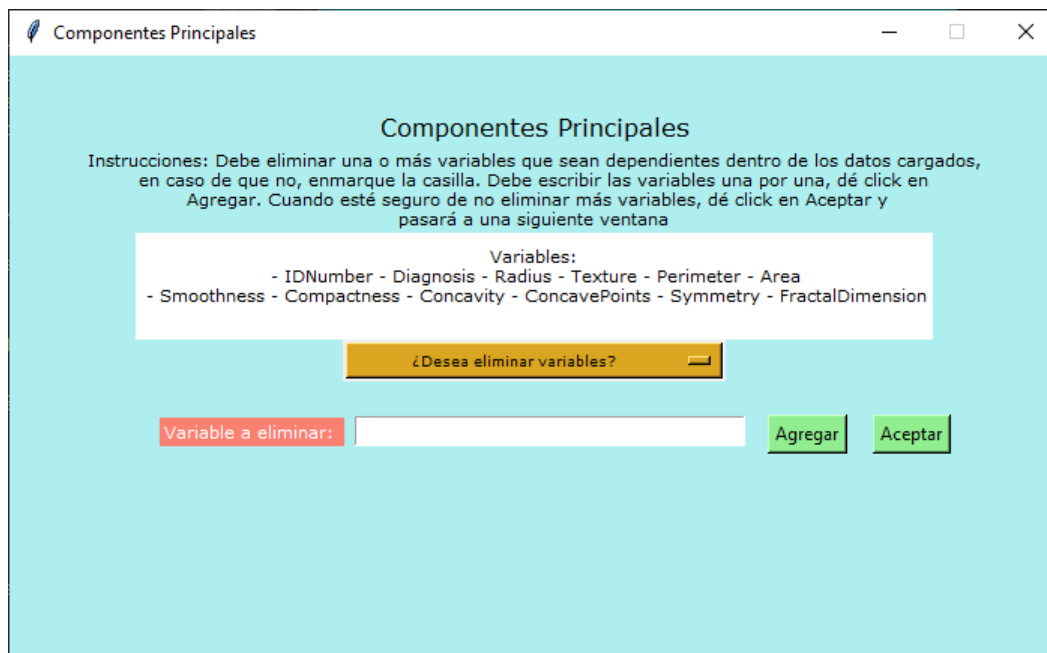 Componentes Principales
Componentes Principales
Instrucciones: Debe eliminar una o más variables que sean dependientes dentro de los datos cargados,
en caso de que no, enmarque la casilla. Debe escribir las variables una por una, dé click en
Agregar. Cuando esté seguro de no eliminar más variables, dé click en Aceptar y
pasará a una siguiente ventana
Variables:
- IDNumber - Diagnosis - Radius - Texture - Perimeter - Area
- Smoothness - Compactness - Concavity - ConcavePoints - Symmetry - FractalDimension
¿Desea eliminar variables?
Variable a eliminar:
Agregar
Aceptar